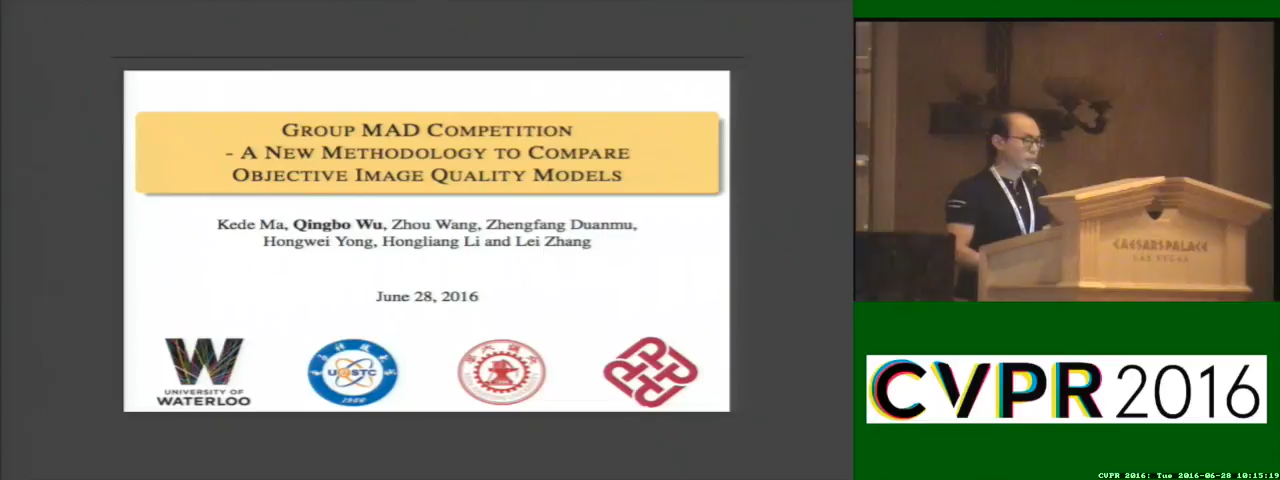 GROUP MAD COMPETITION
- A NEW METHODOLOGY TO COMPARE
OBJECTIVE IMAGE QUALITY MODELS
Kede Ma, Qingbo Wu, Zhou Wang, Zhengfang Duanmu,
Hongwei Yong, Hongliang Li and Lei Zhang
June 28, 2016
UNIVERSITY OF
WATERLOO
1956
CAESARS PALACE
LAS VEGAS
CVPR 2016
CVPR 2016: Tue 2016-06-28 10:15:19